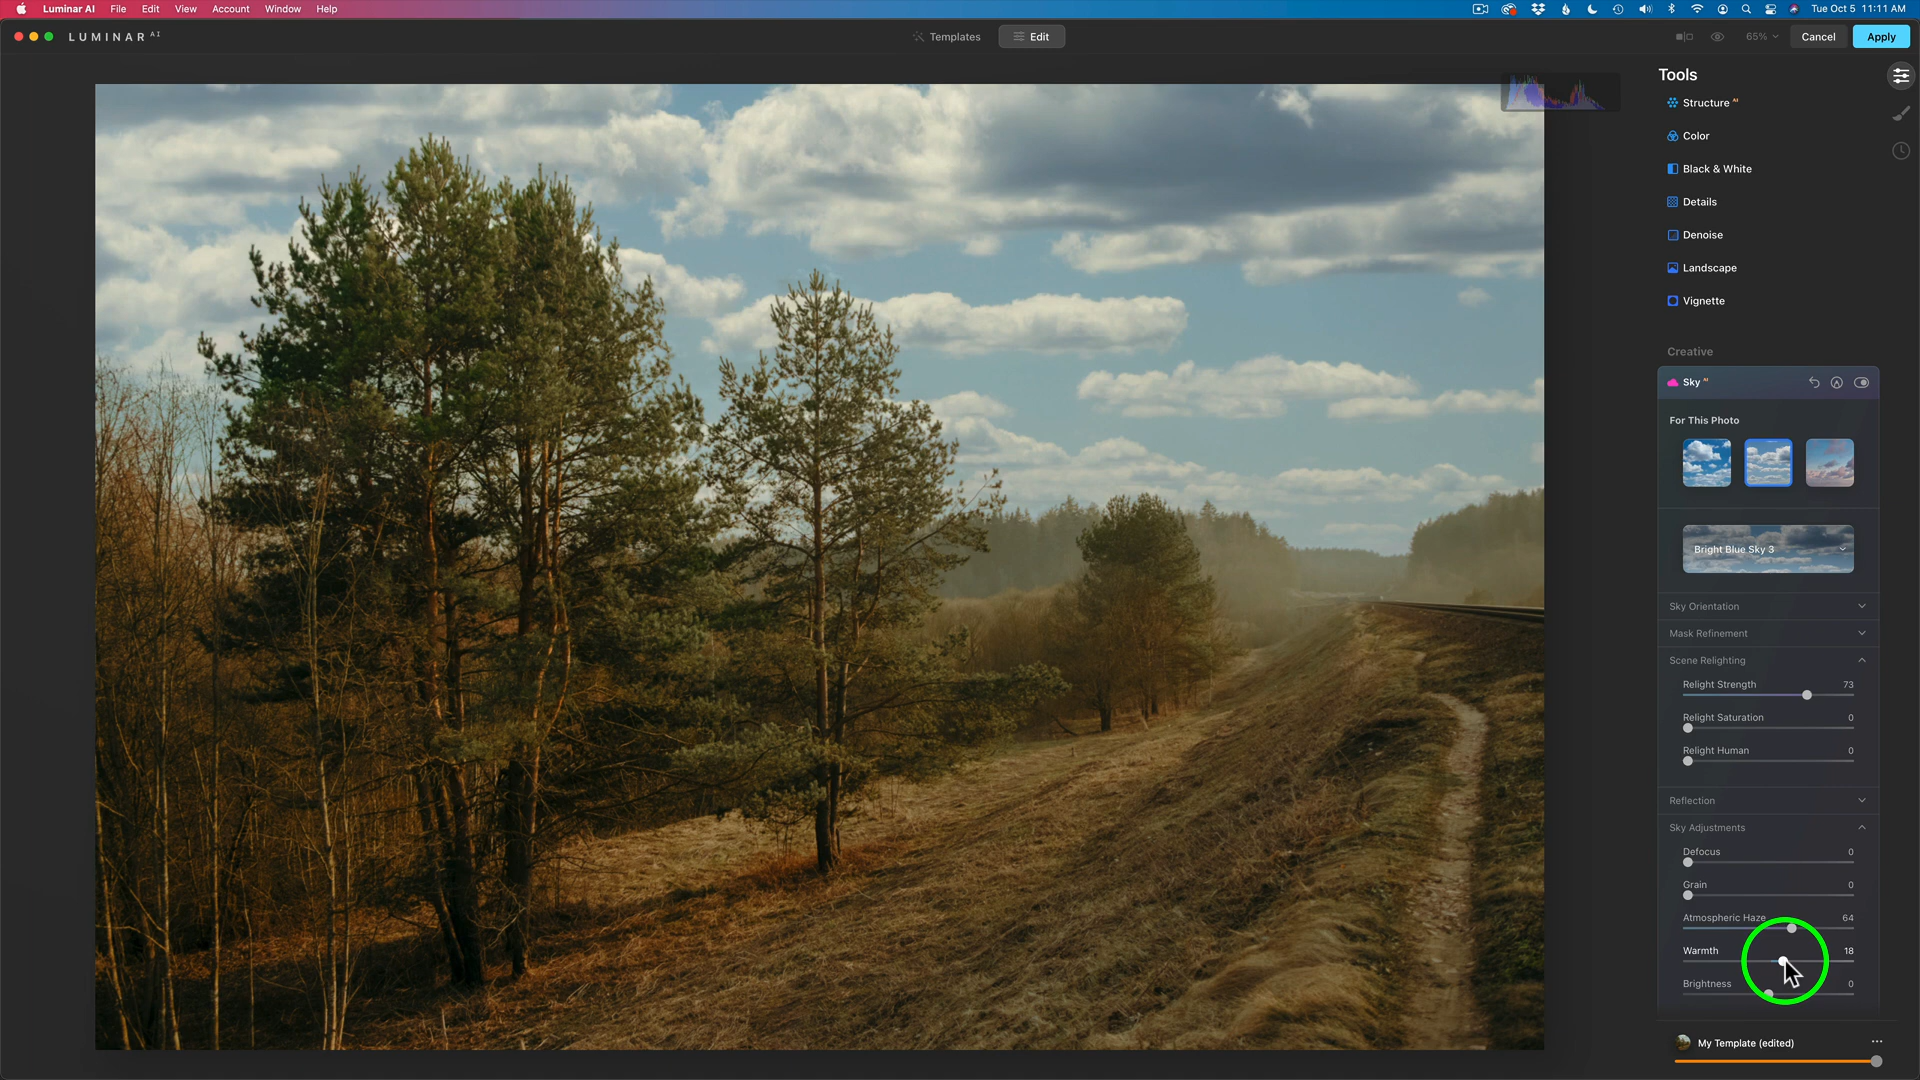 Luminar AI File Edit View Account Window Help Tue Oct 5 11:11 AM
LUMINAR AI Templates Edit 65% Cancel Apply
Tools
Structure AI
Color
Black & White
Details
Denoise
Landscape
Vignette
Creative
Sky AI
For This Photo
Bright Blue Sky 3
Sky Orientation
Mask Refinement
Scene Relighting
Relight Strength 73
Relight Saturation 0
Relight Human 0
Reflection
Sky Adjustments
Defocus 0
Grain 0
Atmospheric Haze 64
Warmth 18
Brightness 0
My Template (edited)